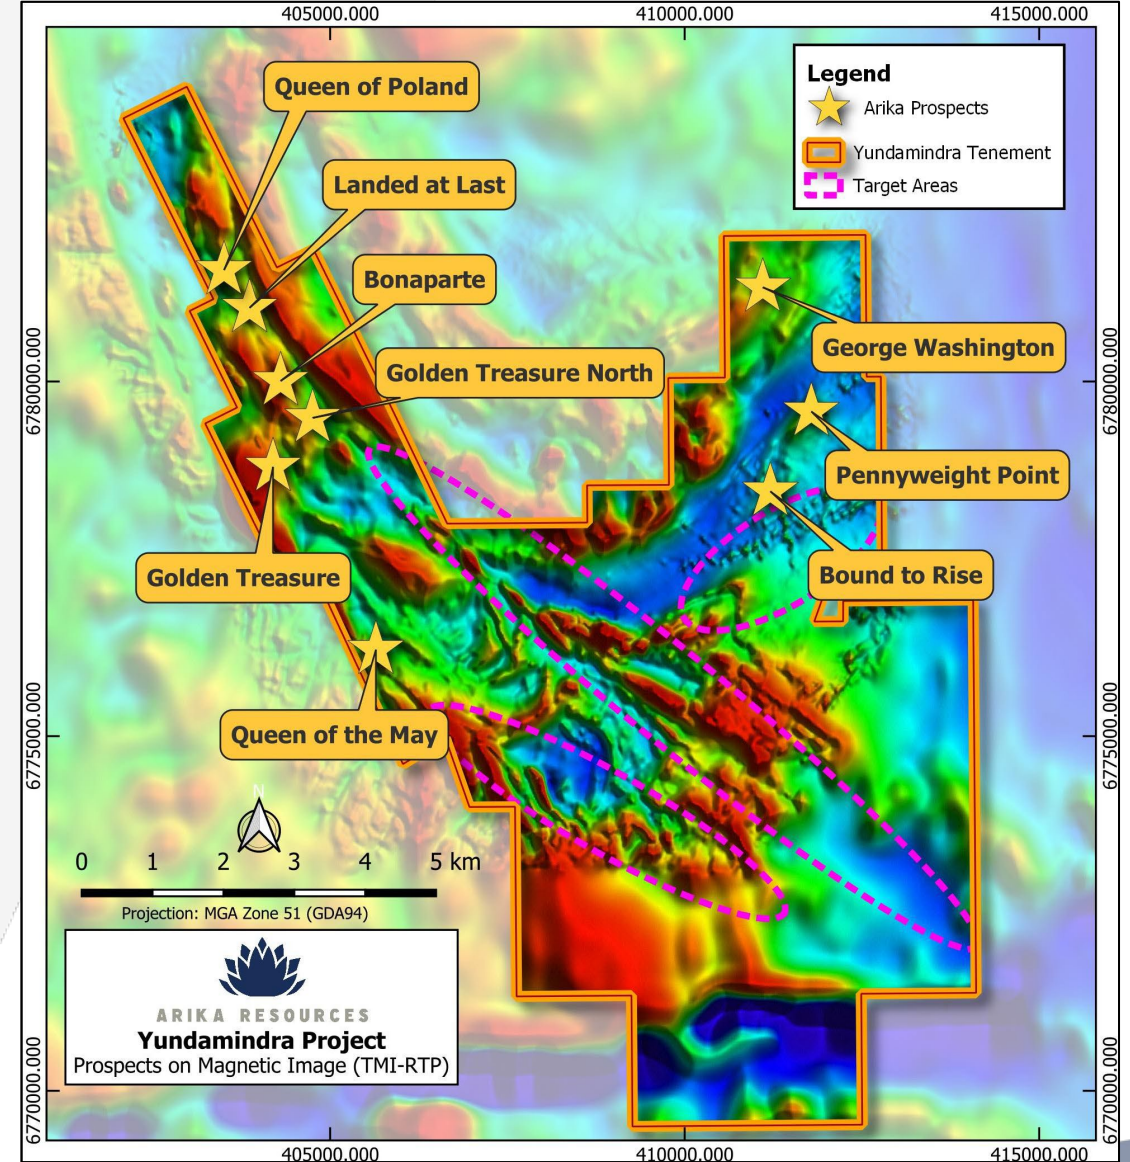 405000.000
410000.000
415000.000
Legend
Arika Prospects
Yundamindra Tenement
Target Areas
Queen of Poland
Landed at Last
Bonaparte
Golden Treasure North
George Washington
Pennyweight Point
Bound to Rise
Golden Treasure
Queen of the May
6780000.000
6775000.000
6770000.000
6780000.000
6775000.000
6770000.000
N
0 1 2 3 4 5 km
Projection: MGA Zone 51 (GDA94)
ARIKA RESOURCES
Yundamindra Project
Prospects on Magnetic Image (TMI-RTP)
405000.000
410000.000
415000.000